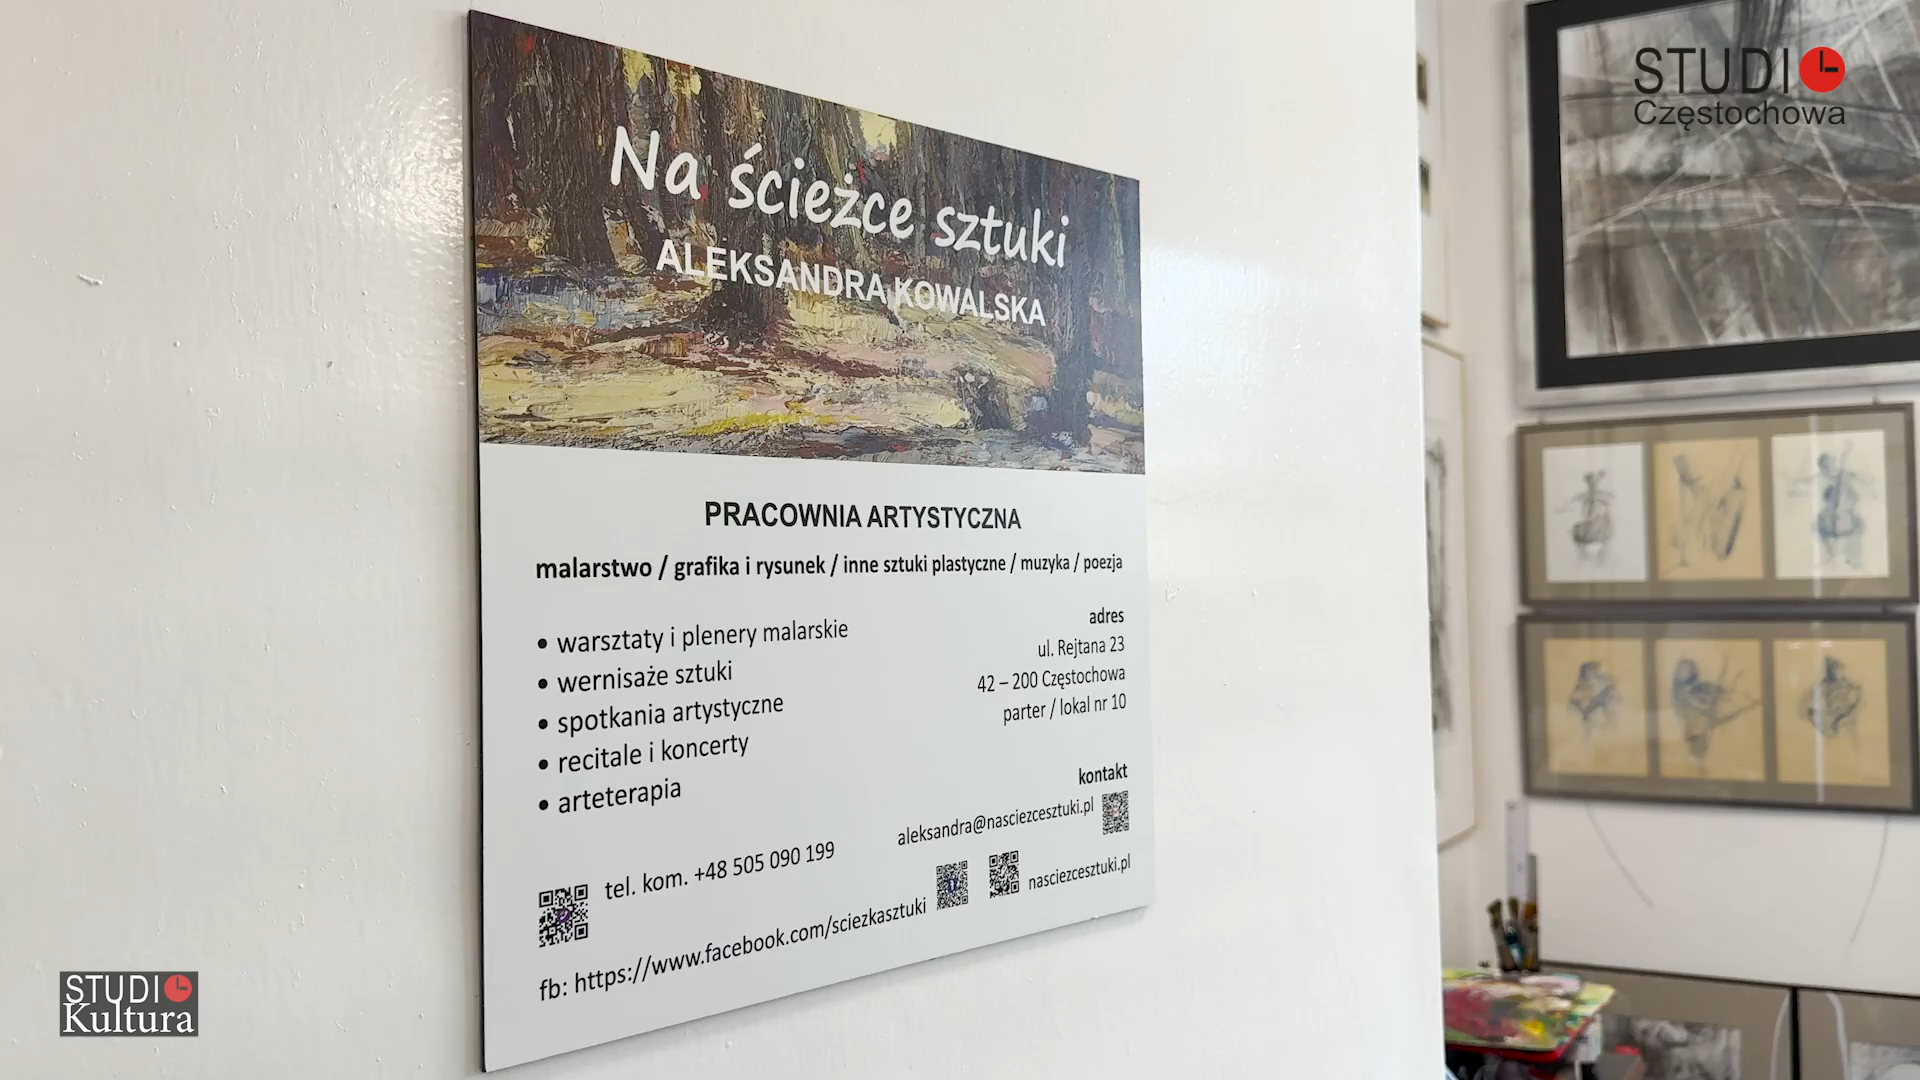 STUDIO
Częstochowa
Na ścieżce sztuki
ALEKSANDRA KOWALSKA
PRACOWNIA ARTYSTYCZNA
malarstwo / grafika i rysunek / inne sztuki plastyczne / muzyka / poezja
• warsztaty i plenery malarskie
• wernisaże sztuki
• spotkania artystyczne
• recitale i koncerty
• arteterapia
adres
ul. Rejtana 23
42 – 200 Częstochowa
parter / lokal nr 10
kontakt
aleksandra@nasciezcesztuki.pl
tel. kom. +48 505 090 199
nasciezcesztuki.pl
fb: https://www.facebook.com/sciezkasztuki
STUDIO
Kultura